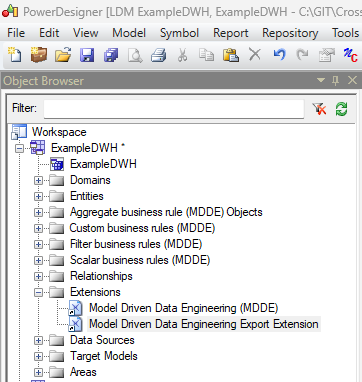 PowerDesigner [LDM ExampleDWH, ExampleDWH - C:\GIT\Cross
File Edit View Model Symbol Report Repository Tools
Object Browser
Filter:
Workspace
ExampleDWH *
ExampleDWH
Domains
Entities
Aggregate business rule (MDDE) Objects
Custom business rules (MDDE)
Filter business rules (MDDE)
Scalar business rules (MDDE)
Relationships
Extensions
Model Driven Data Engineering (MDDE)
Model Driven Data Engineering Export Extension
Data Sources
Target Models
Areas